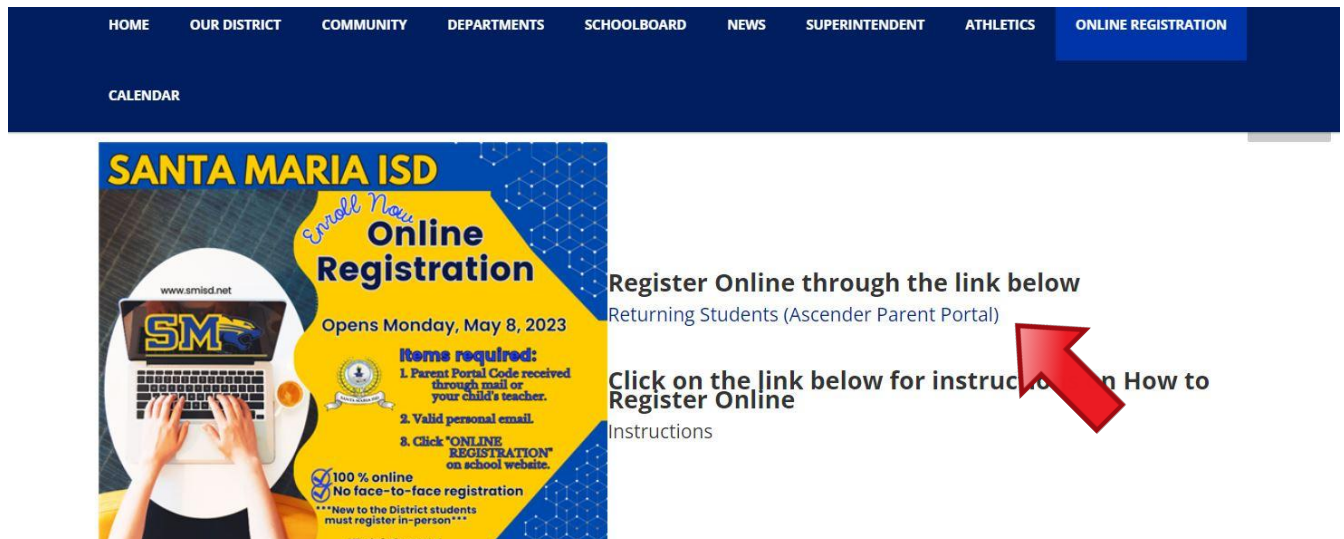 HOME OUR DISTRICT COMMUNITY DEPARTMENTS SCHOOLBOARD NEWS SUPERINTENDENT ATHLETICS ONLINE REGISTRATION
CALENDAR
SANTA MARIA ISD
Enroll Now
Online
Registration
www.smisd.net
SM
Opens Monday, May 8, 2023
Items required:
1. Parent Portal Code received
through mail or
your child's teacher.
2. Valid personal email.
3. Click "ONLINE
REGISTRATION"
on school website.
100 % online
No face-to-face registration
***New to the District students
must register in-person***
Register Online through the link below
Returning Students (Ascender Parent Portal)
Click on the link below for n How to
Register Online
Instructions